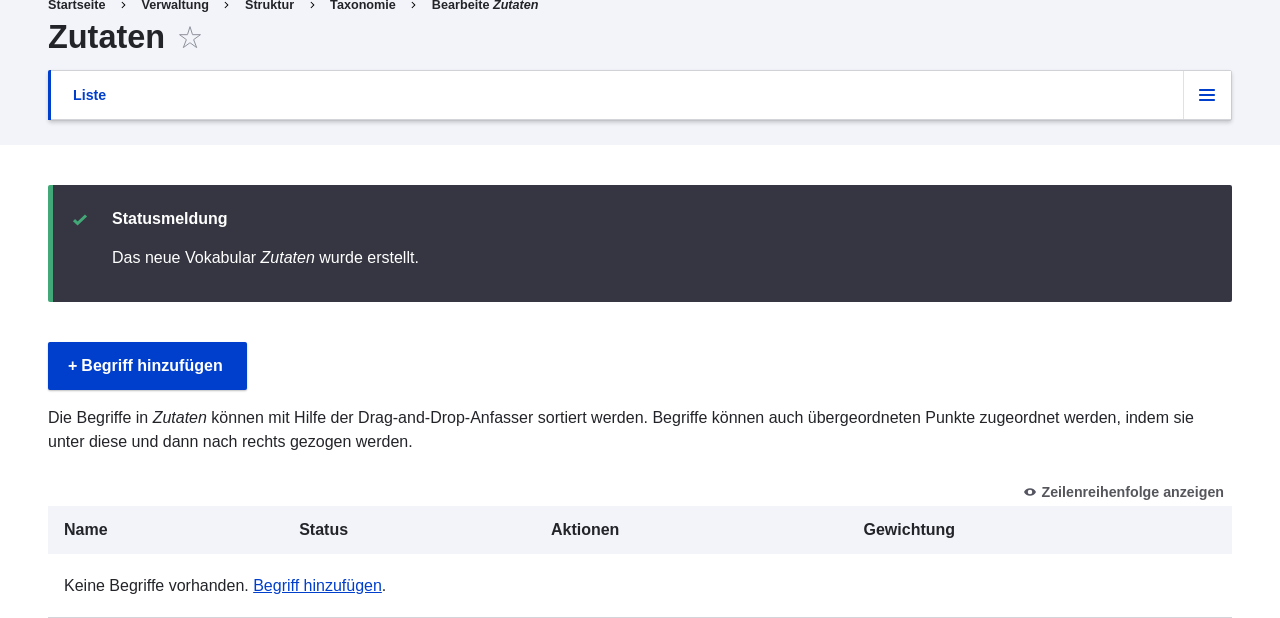 Startseite › Verwaltung › Struktur › Taxonomie › Bearbeite Zutaten
Zutaten
Liste
Statusmeldung
Das neue Vokabular Zutaten wurde erstellt.
+ Begriff hinzufügen
Die Begriffe in Zutaten können mit Hilfe der Drag-and-Drop-Anfasser sortiert werden. Begriffe können auch übergeordneten Punkte zugeordnet werden, indem sie
unter diese und dann nach rechts gezogen werden.
Zeilenreihenfolge anzeigen
Name Status Aktionen Gewichtung
Keine Begriffe vorhanden. Begriff hinzufügen.